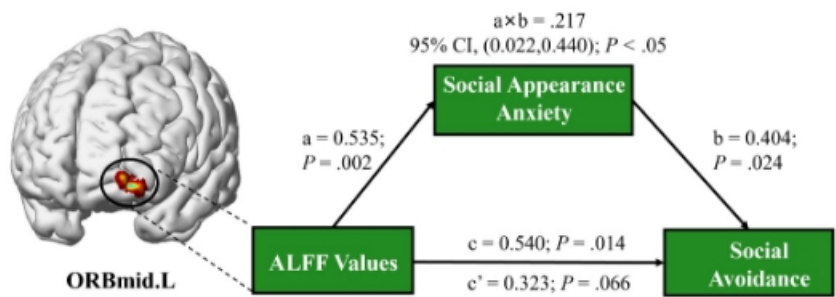 a×b = .217
95% CI, (0.022,0.440); P < .05
Social Appearance
Anxiety
a = 0.535;
P = .002;
b = 0.404;
P = .024
ALFF Values
c = 0.540; P = .014
c' = 0.323; P = .066
Social
Avoidance
ORBmid.L